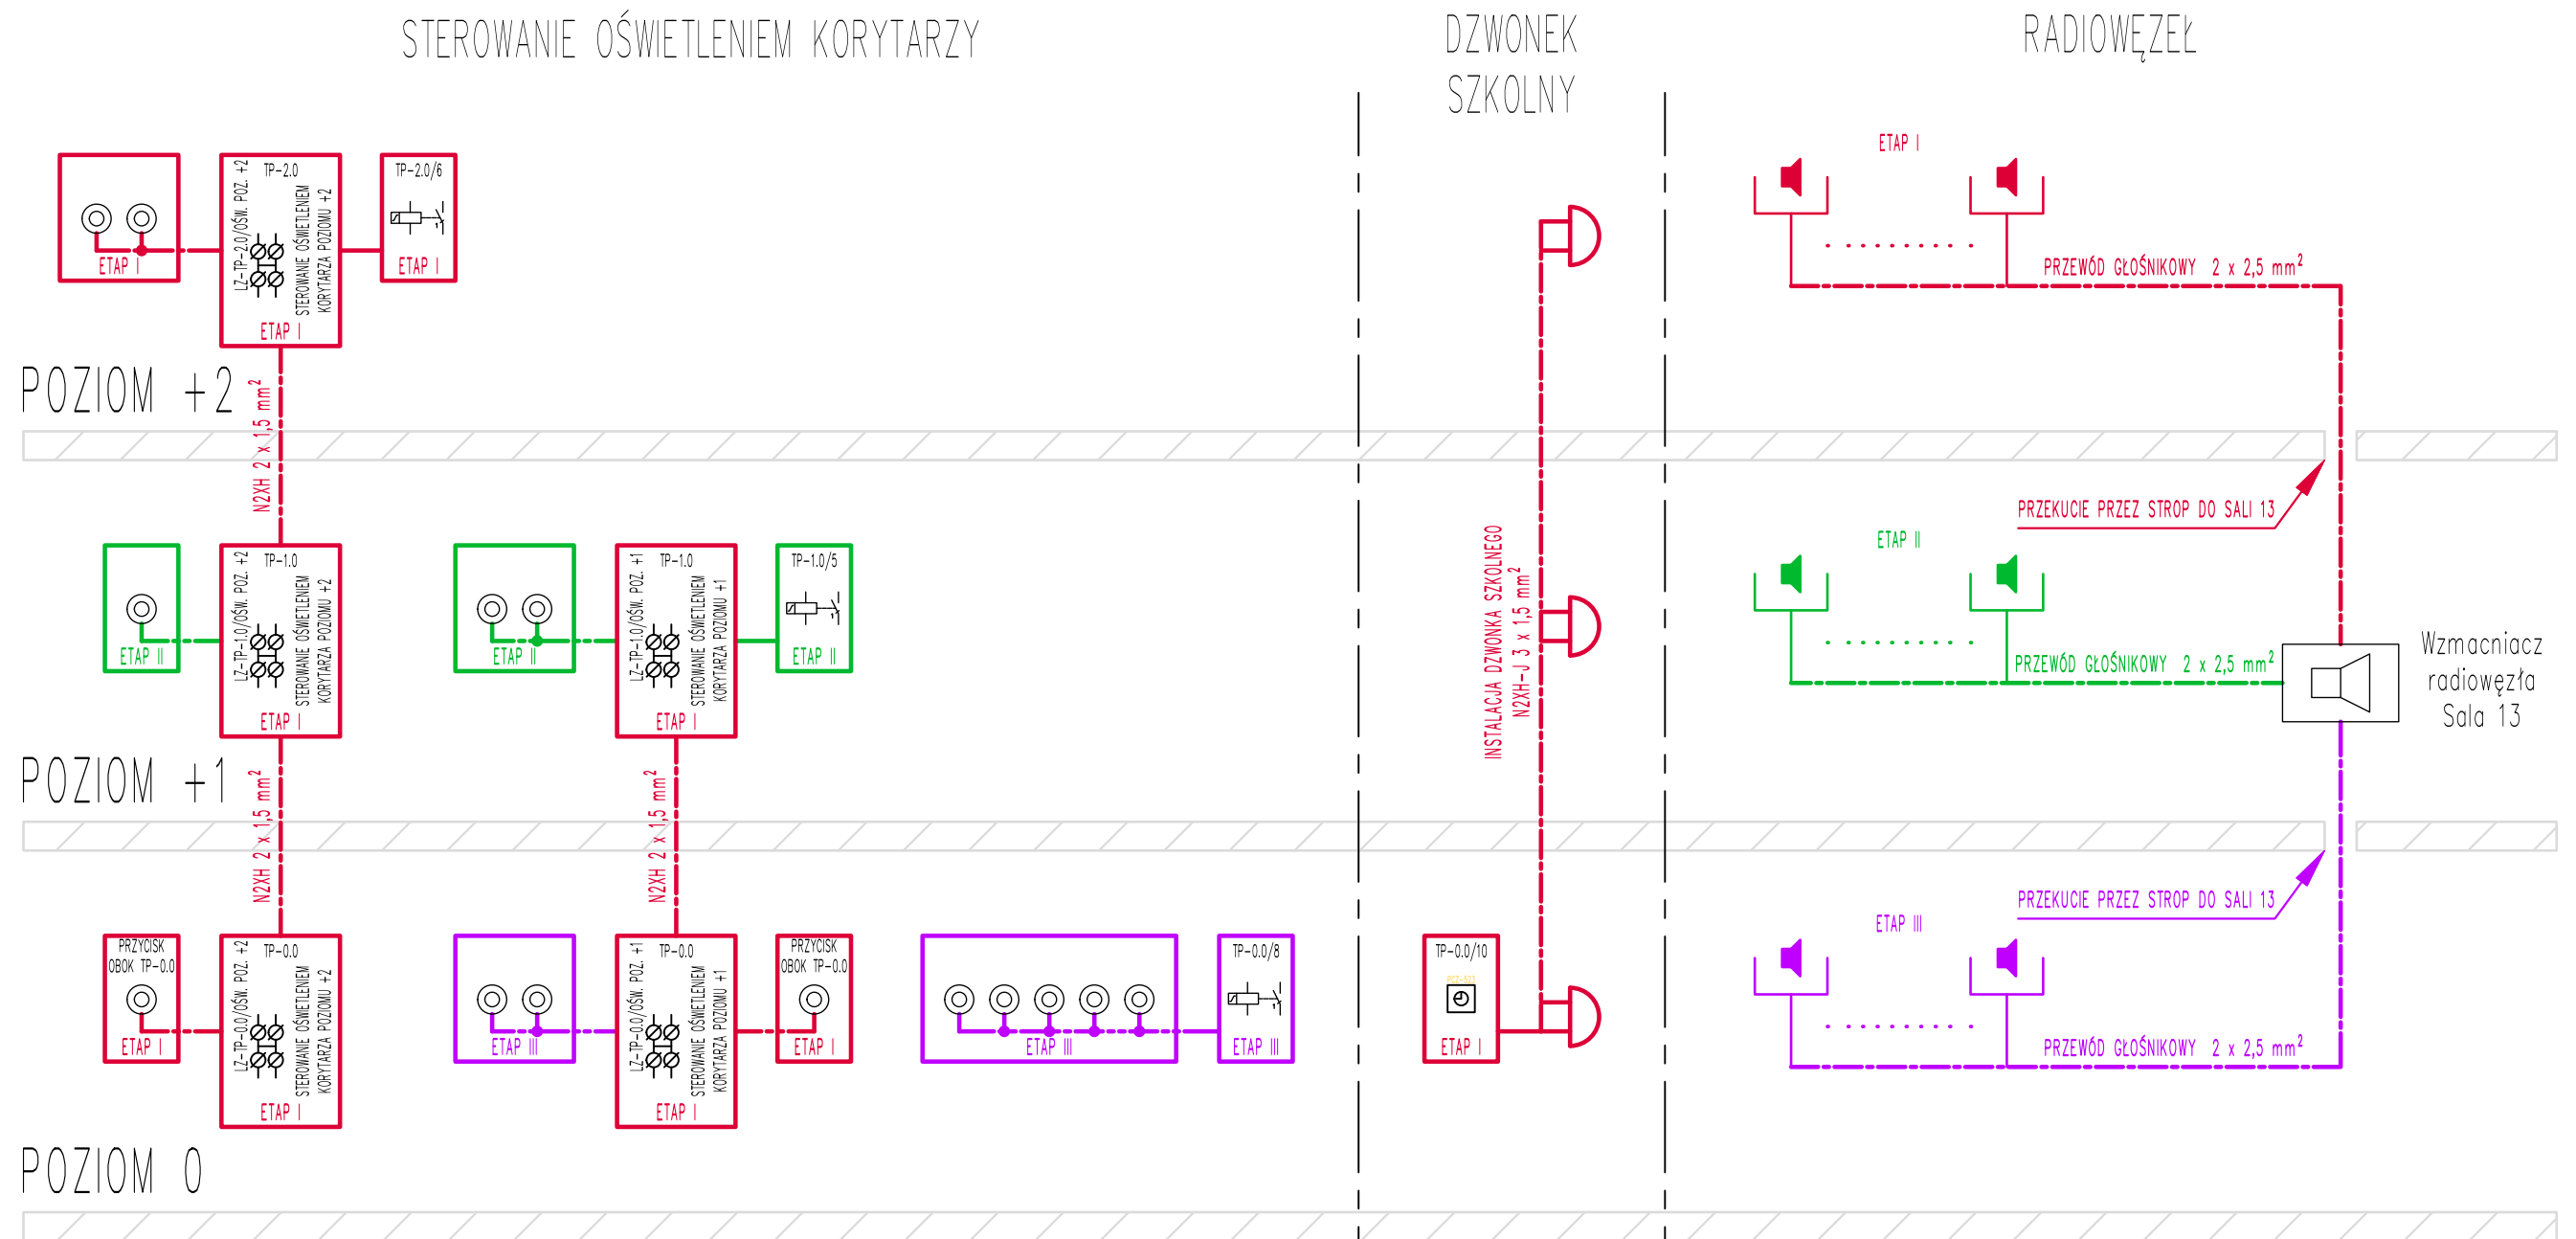 STEROWANIE OŚWIETLENIEM KORYTARZY
DZWONEK
SZKOLNY
RADIOWĘZEŁ
ETAP I
TP-2.0
LZ-TP-2.0/OŚW. POZ. +2
STEROWANIE OŚWIETLENIEM
KORYTARZA POZIOMU +2
ETAP I
TP-2.0/6
ETAP I
ETAP I
PRZEWÓD GŁOŚNIKOWY 2 x 2,5 mm²
POZIOM +2
N2XH 2 x 1,5 mm²
PRZEKUCIE PRZEZ STROP DO SALI 13
ETAP II
TP-1.0
LZ-TP-1.0/OŚW. POZ. +2
STEROWANIE OŚWIETLENIEM
KORYTARZA POZIOMU +2
ETAP I
ETAP II
TP-1.0
LZ-TP-1.0/OŚW. POZ. +1
STEROWANIE OŚWIETLENIEM
KORYTARZA POZIOMU +1
ETAP I
TP-1.0/5
ETAP II
INSTALACJA DZWONKA SZKOLNEGO
N2XH-J 3 x 1,5 mm²
ETAP II
PRZEWÓD GŁOŚNIKOWY 2 x 2,5 mm²
Wzmacniacz
radiowęzła
Sala 13
POZIOM +1
N2XH 2 x 1,5 mm²
N2XH 2 x 1,5 mm²
PRZEKUCIE PRZEZ STROP DO SALI 13
PRZYCISK
OBOK TP-0.0
ETAP I
TP-0.0
LZ-TP-0.0/OŚW. POZ. +2
STEROWANIE OŚWIETLENIEM
KORYTARZA POZIOMU +2
ETAP I
ETAP III
TP-0.0
LZ-TP-0.0/OŚW. POZ. +1
STEROWANIE OŚWIETLENIEM
KORYTARZA POZIOMU +1
ETAP I
PRZYCISK
OBOK TP-0.0
ETAP I
ETAP III
TP-0.0/8
ETAP III
TP-0.0/10
ETAP I
ETAP III
PRZEWÓD GŁOŚNIKOWY 2 x 2,5 mm²
POZIOM 0